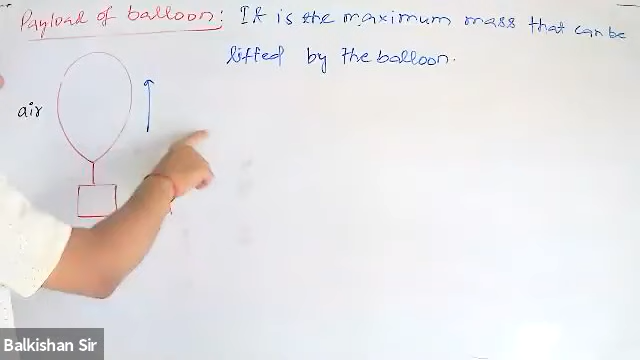 Payload of balloon: It is the maximum mass that can be
lifted by the balloon.
air
Balkishan Sir